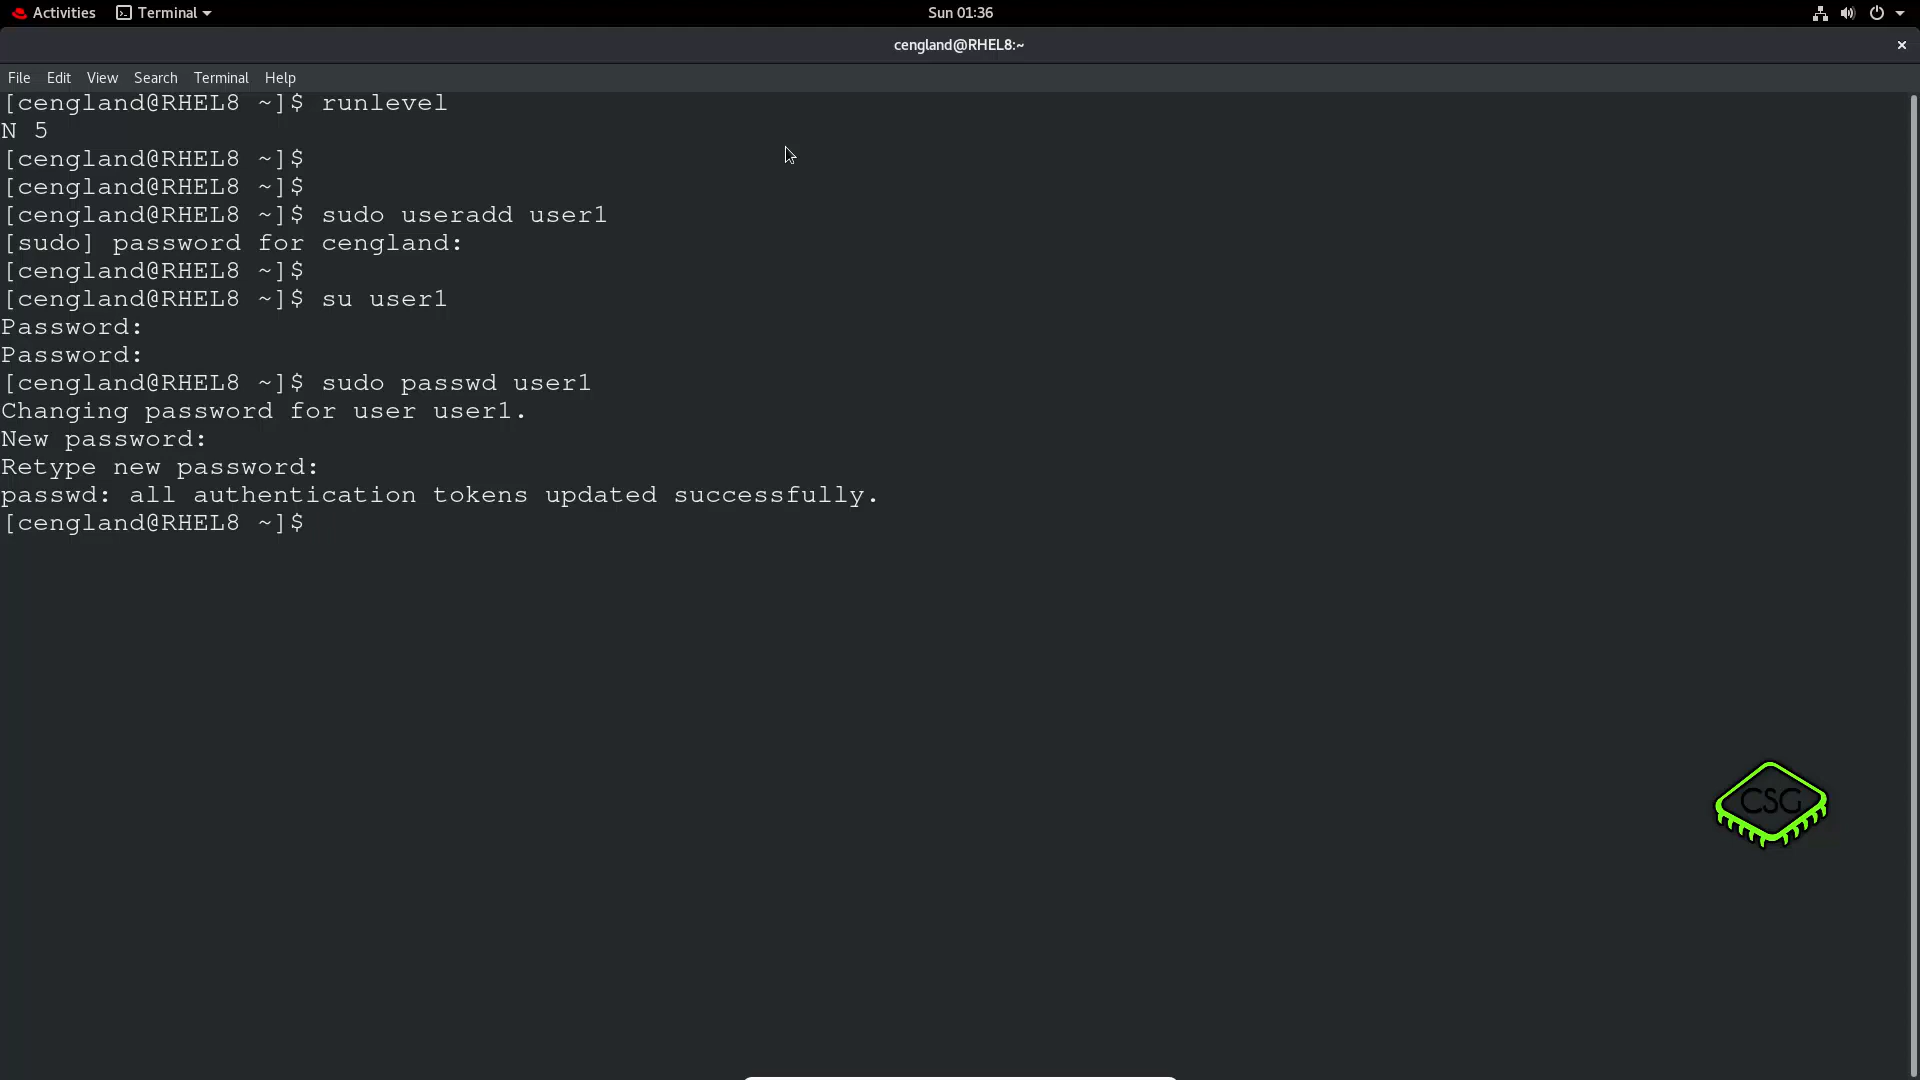 Activities
Terminal
Sun 01:36
cengland@RHEL8:~
File Edit View Search Terminal Help
[cengland@RHEL8 ~]$ runlevel
N 5
[cengland@RHEL8 ~]$
[cengland@RHEL8 ~]$
[cengland@RHEL8 ~]$ sudo useradd user1
[sudo] password for cengland:
[cengland@RHEL8 ~]$
[cengland@RHEL8 ~]$ su user1
Password:
Password:
[cengland@RHEL8 ~]$ sudo passwd user1
Changing password for user user1.
New password:
Retype new password:
passwd: all authentication tokens updated successfully.
[cengland@RHEL8 ~]$
CSG